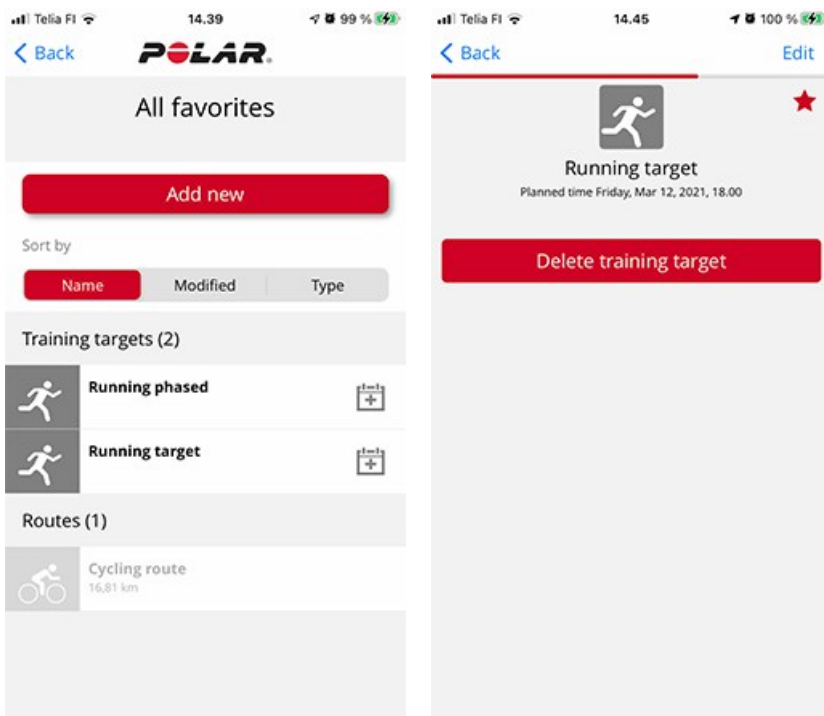 Telia FI 14.39 99 %
Back POLAR.
All favorites
Add new
Sort by
Name Modified Type
Training targets (2)
Running phased
Running target
Routes (1)
Cycling route
16,81 km
Telia FI 14.45 100 %
Back Edit
Running target
Planned time Friday, Mar 12, 2021, 18.00
Delete training target